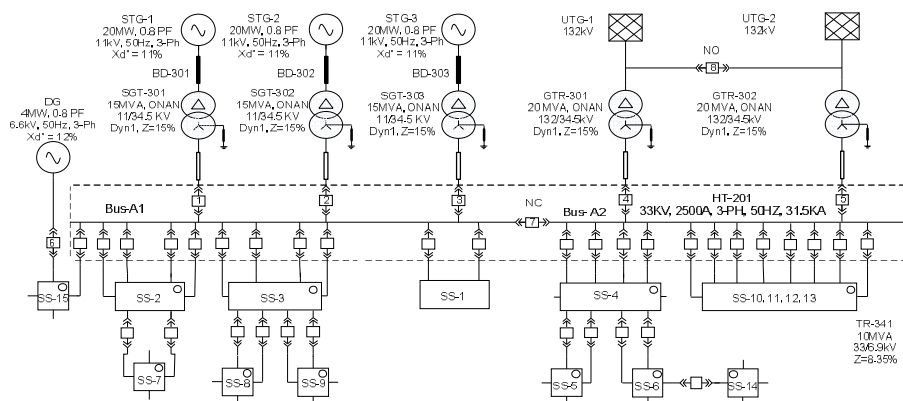 STG-1
20MW, 0.8 PF
11kV, 50Hz, 3-Ph
Xd"= 11%
STG-2
20MW, 0.8 PF
11kV, 50Hz, 3-Ph
Xd"= 11%
STG-3
20MW, 0.8 PF
11kV, 50Hz, 3-Ph
Xd"= 11%
UTG-1
132kV
UTG-2
132kV
NO
8
BD-301
BD-302
BD-303
DG
4MW, 0.8 PF
6.6kV, 50Hz, 3-Ph
Xd"= 12%
SGT-301
15MVA, ONAN
11/34.5 KV
Dyn1, Z=15%
SGT-302
15MVA, ONAN
11/34.5 KV
Dyn1, Z=15%
SGT-303
15MVA, ONAN
11/34.5 KV
Dyn1, Z=15%
GTR-301
20 MVA, ONAN
132/34.5kV
Dyn1, Z=15%
GTR-302
20 MVA, ONAN
132/34.5kV
Dyn1, Z=15%
1
2
3
4
5
Bus-A1
NC
7
Bus- A2
HT-201
33KV, 2500A, 3-PH, 50HZ, 31.5KA
6
SS-15
SS-2
SS-3
SS-1
SS-4
SS-10, 11, 12, 13
TR-341
10MVA
33/6.9kV
Z=8-35%
SS-7
SS-8
SS-9
SS-5
SS-6
SS-14